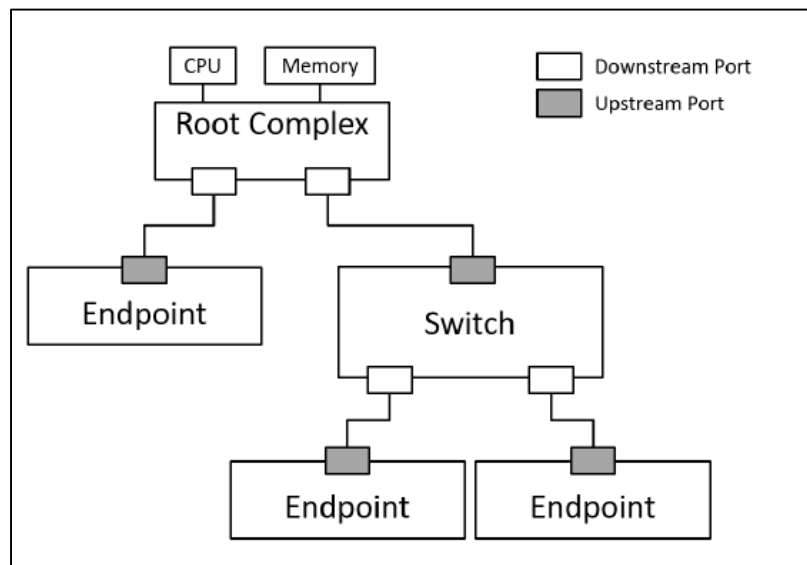 CPU
Memory
Downstream Port
Root Complex
Upstream Port
Endpoint
Switch
Endpoint
Endpoint